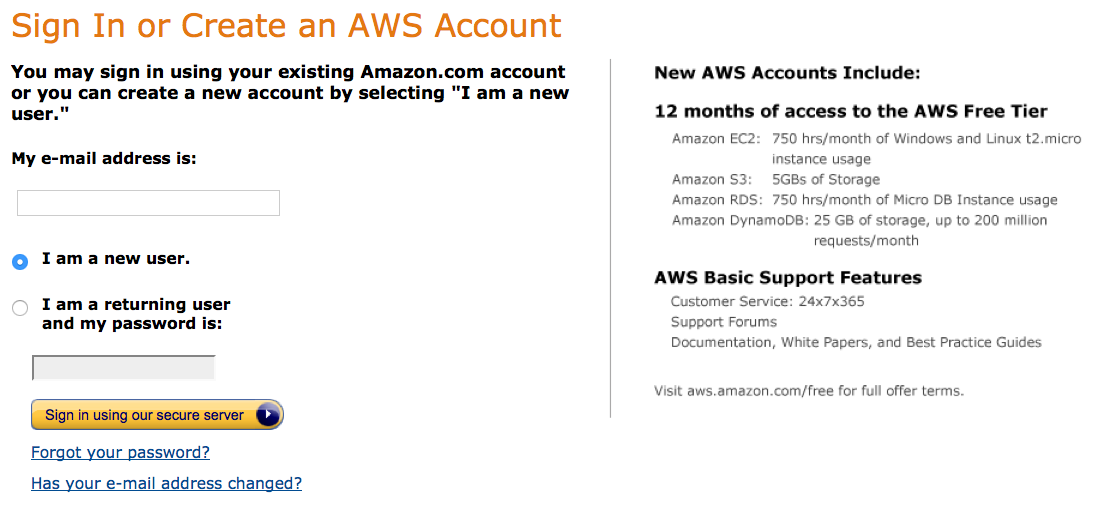 Sign In or Create an AWS Account
You may sign in using your existing Amazon.com account
or you can create a new account by selecting "I am a new
user."
My e-mail address is:
I am a new user.
I am a returning user
and my password is:
Sign in using our secure server
Forgot your password?
Has your e-mail address changed?
New AWS Accounts Include:
12 months of access to the AWS Free Tier
Amazon EC2: 750 hrs/month of Windows and Linux t2.micro
instance usage
Amazon S3: 5GBs of Storage
Amazon RDS: 750 hrs/month of Micro DB Instance usage
Amazon DynamoDB: 25 GB of storage, up to 200 million
requests/month
AWS Basic Support Features
Customer Service: 24x7x365
Support Forums
Documentation, White Papers, and Best Practice Guides
Visit aws.amazon.com/free for full offer terms.